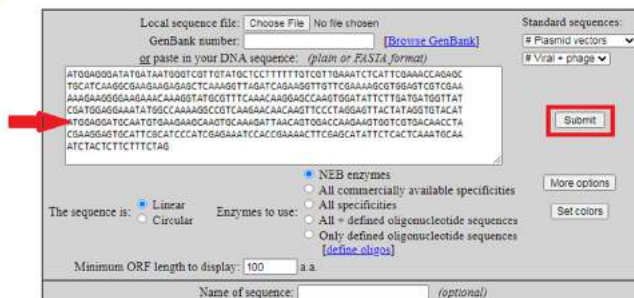 Local sequence file: Choose File No file chosen
Standard sequences:
GenBank number: [Browse GenBank]
# Plasmid vectors
or paste in your DNA sequence: (plain or FASTA format)
# Viral + phage
ATGGAGGGATATGATAATGGGTCGTTGTATGCTCCTTTTTTGTCGTTGAAATCTCATTCGAAACCAGAGC
TGCATCAAGGCGAAGAAGAGAGCTCAAAGGTTAGATCAGAAGGTTGTTCGAAAAGCGTGGAGTCGTCGAA
AAAGAAGGGGAAGAAACAAAGGTATGCGTTTCAAACAAGGAGCCAAGTGGATATTCTTGATGATGGTTAT
CGATGGAGGAAATATGGCCAAAAGGCCGTCAAGAACAACAAGTTCCCTAGGAGTTACTATAGGTGTACAT
ATGGAGGATGCAATGTGAAGAAGCAAGTGCAAAGATTAACAGTGGACCAAGAAGTGGTCGTGACAACCTA
CGAAGGAGTGCATTCGCATCCCATCGAGAAATCCACCGAAAACTTCGAGCATATTCTCACTCAAATGCAA
ATCTACTCTTCTTTCTAG
Submit
NEB enzymes
All commercially available specificities
More options
The sequence is: Linear
Circular
Enzymes to use: All specificities
All + defined oligonucleotide sequences
Set colors
Only defined oligonucleotide sequences
[define oligos]
Minimum ORF length to display: 100 a.a.
Name of sequence: (optional)